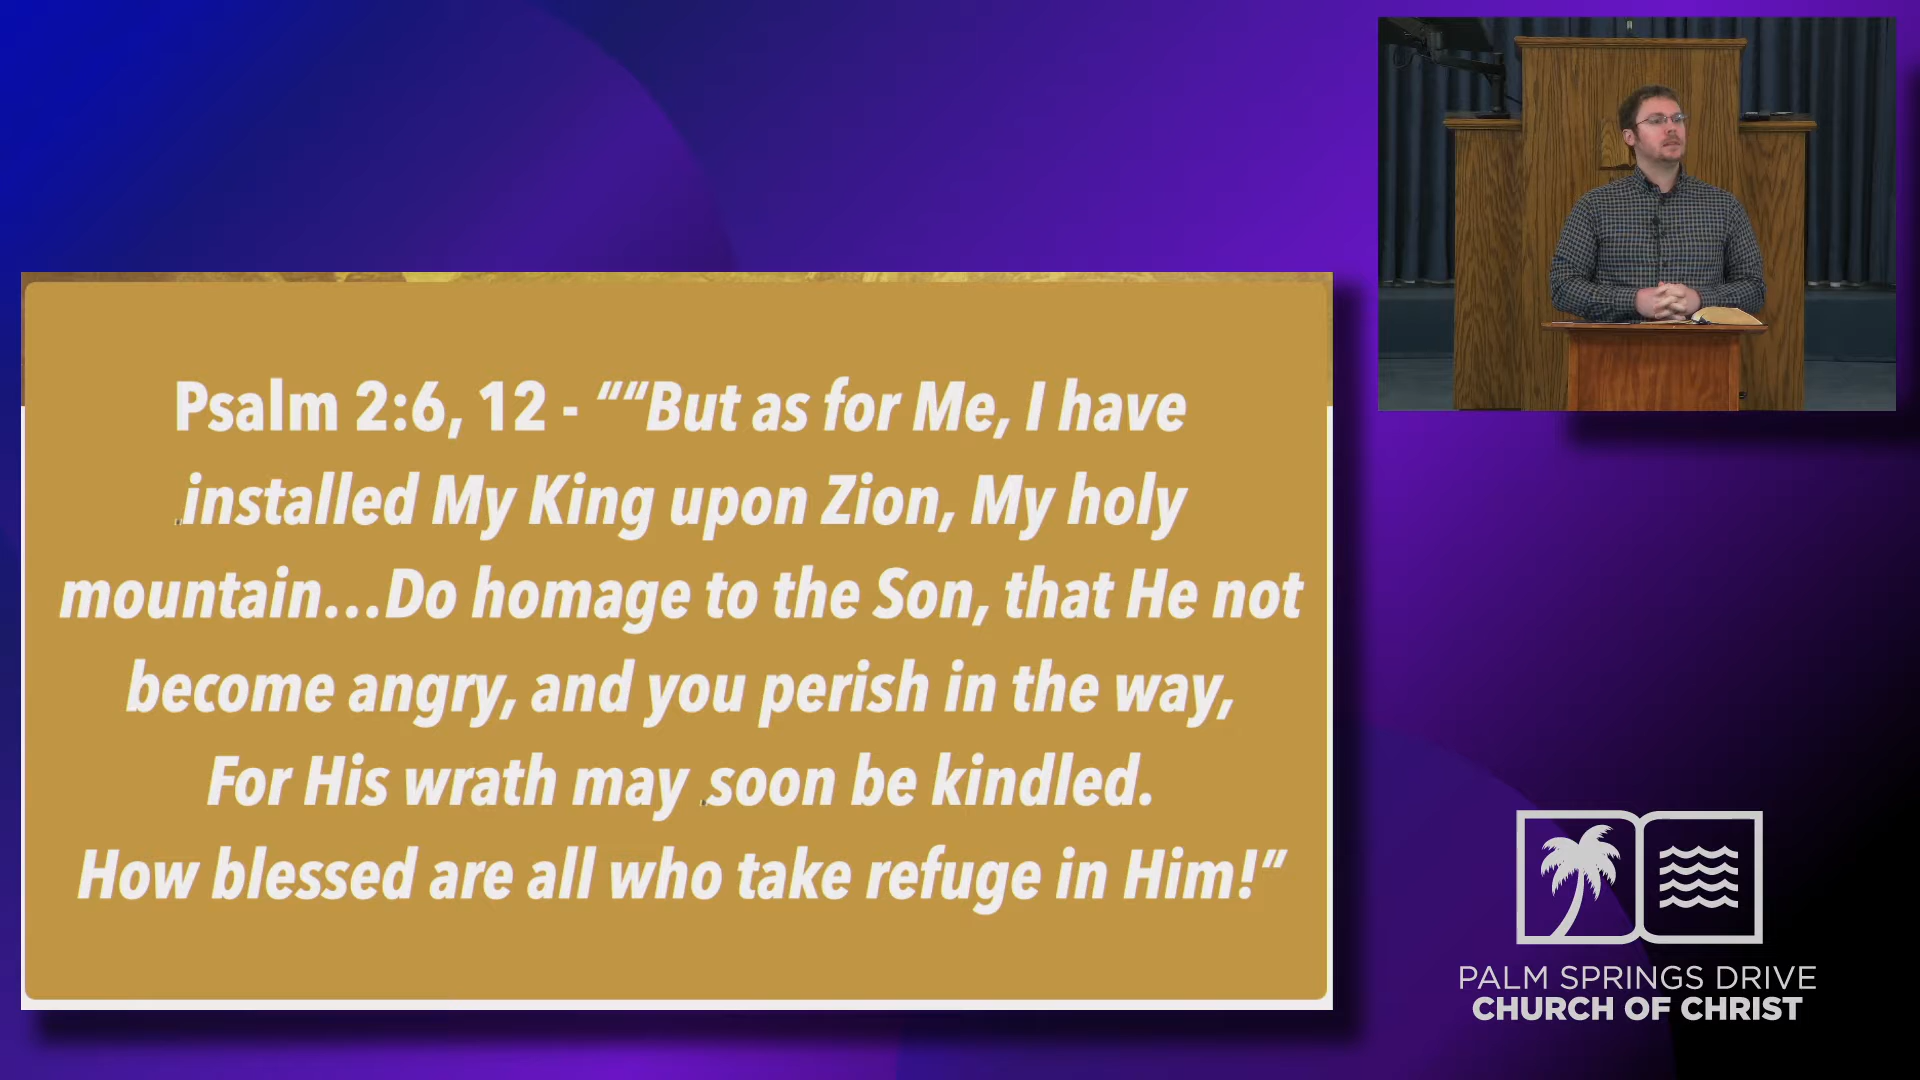 Psalm 2:6, 12 - ““But as for Me, I have
installed My King upon Zion, My holy
mountain…Do homage to the Son, that He not
become angry, and you perish in the way,
For His wrath may soon be kindled.
How blessed are all who take refuge in Him!”
PALM SPRINGS DRIVE
CHURCH OF CHRIST